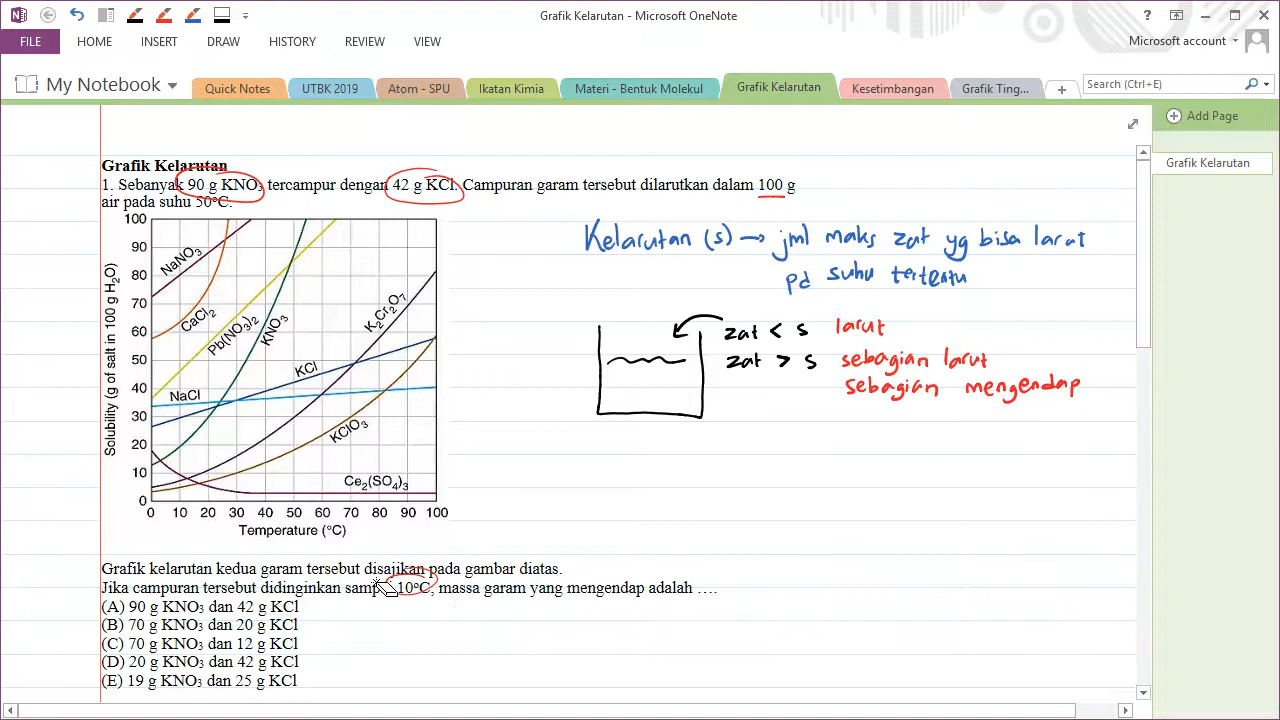 Grafik Kelarutan - Microsoft OneNote
?
FILE HOME INSERT DRAW HISTORY REVIEW VIEW
Microsoft account
My Notebook
Quick Notes
UTBK 2019
Atom - SPU
Ikatan Kimia
Materi - Bentuk Molekul
Grafik Kelarutan
Kesetimbangan
Grafik Ting...
Search (Ctrl+E)
Add Page
Grafik Kelarutan
Grafik Kelarutan
1. Sebanyak 90 g KNO₃ tercampur dengan 42 g KCl. Campuran garam tersebut dilarutkan dalam 100 g
air pada suhu 50°C.
Solubility (g of salt in 100 g H₂O)
100
90
80
70
60
50
40
30
20
10
0
NaNO₃
CaCl₂
Pb(NO₃)₂
KNO₃
K₂Cr₂O₇
KCl
NaCl
KClO₃
Ce₂(SO₄)₃
0 10 20 30 40 50 60 70 80 90 100
Temperature (°C)
Kelarutan (s) → jml maks zat yg bisa larut
pd suhu tertentu
zat < s larut
zat > s sebagian larut
sebagian mengendap
Grafik kelarutan kedua garam tersebut disajikan pada gambar diatas.
Jika campuran tersebut didinginkan samp 10°C, massa garam yang mengendap adalah ….
(A) 90 g KNO₃ dan 42 g KCl
(B) 70 g KNO₃ dan 20 g KCl
(C) 70 g KNO₃ dan 12 g KCl
(D) 20 g KNO₃ dan 42 g KCl
(E) 19 g KNO₃ dan 25 g KCl